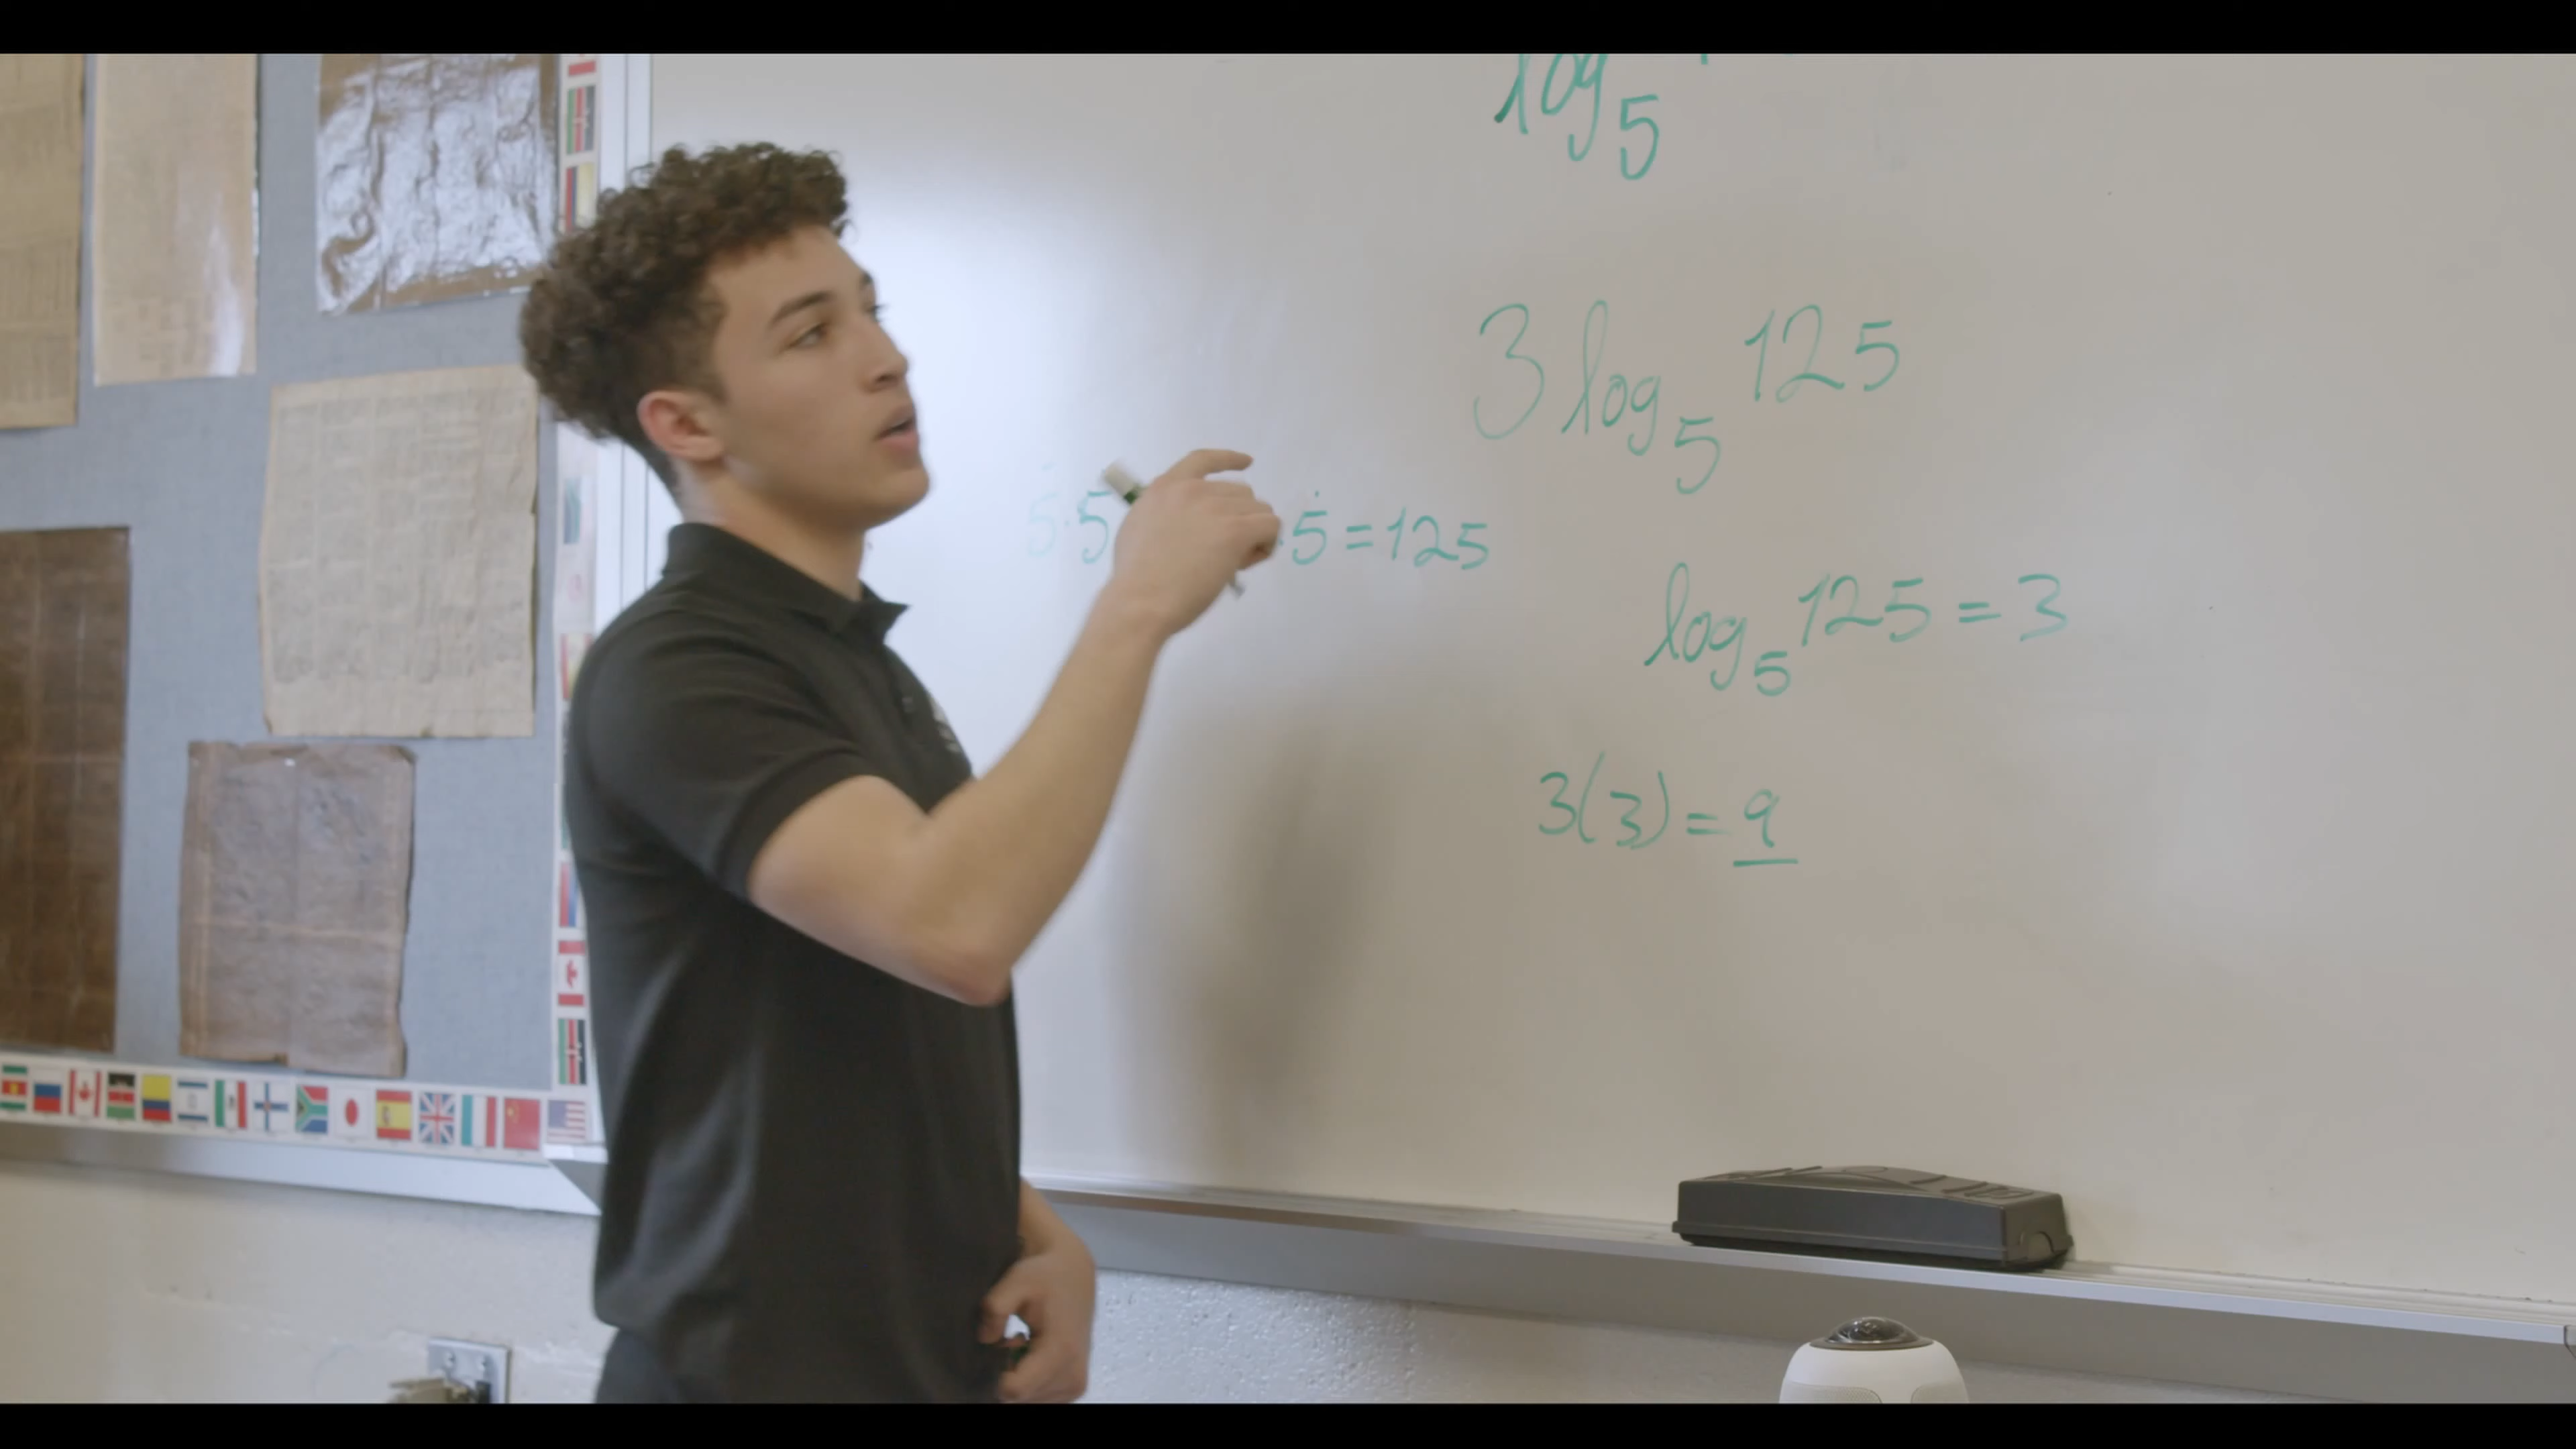 log₅
3 log₅ 125
5·5 ·5 = 125
log₅ 125 = 3
3(3) = 9